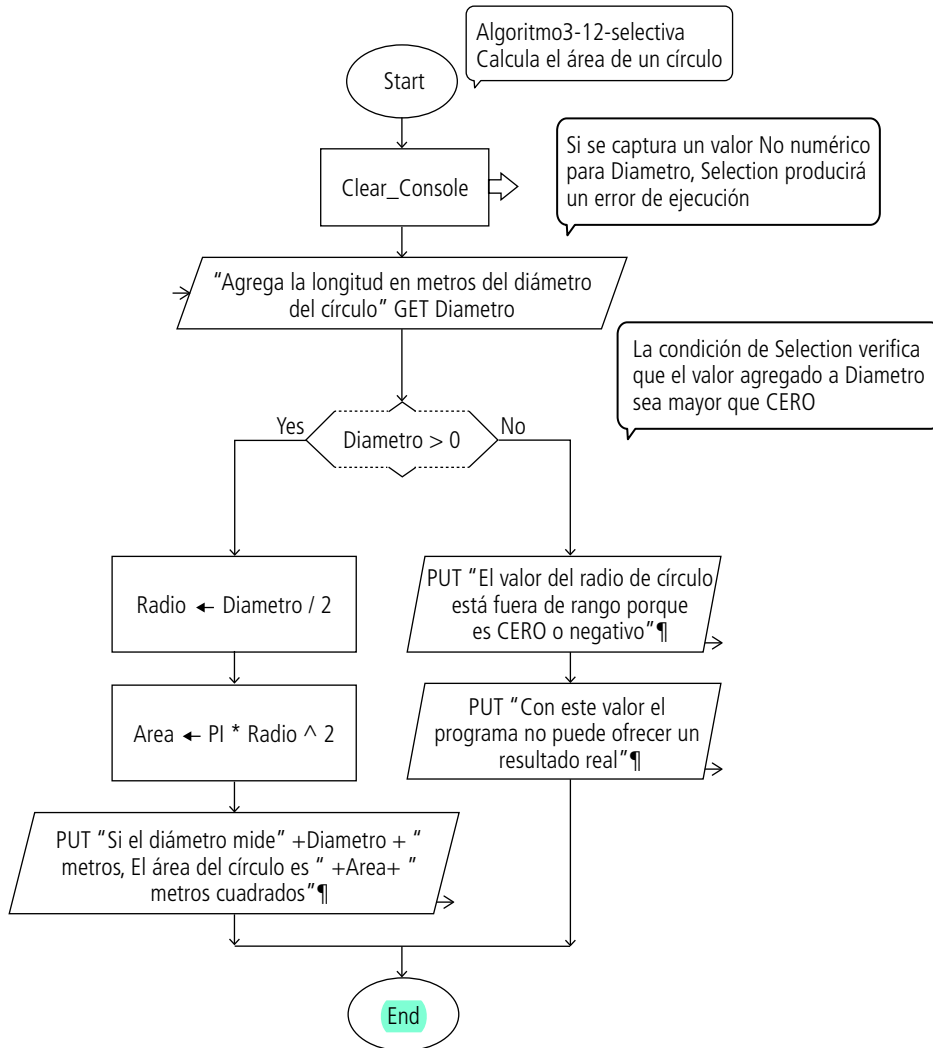 Algoritmo3-12-selectiva
Calcula el área de un círculo
Start
Si se captura un valor No numérico
para Diametro, Selection producirá
un error de ejecución
Clear_Console
“Agrega la longitud en metros del diámetro
del círculo” GET Diametro
La condición de Selection verifica
que el valor agregado a Diametro
sea mayor que CERO
Yes
Diametro > 0
No
Radio ← Diametro / 2
Area ← PI * Radio ^ 2
PUT “Si el diámetro mide” +Diametro + “
metros, El área del círculo es “ +Area+ ”
metros cuadrados”¶
PUT “El valor del radio de círculo
está fuera de rango porque
es CERO o negativo”¶
PUT “Con este valor el
programa no puede ofrecer un
resultado real”¶
End